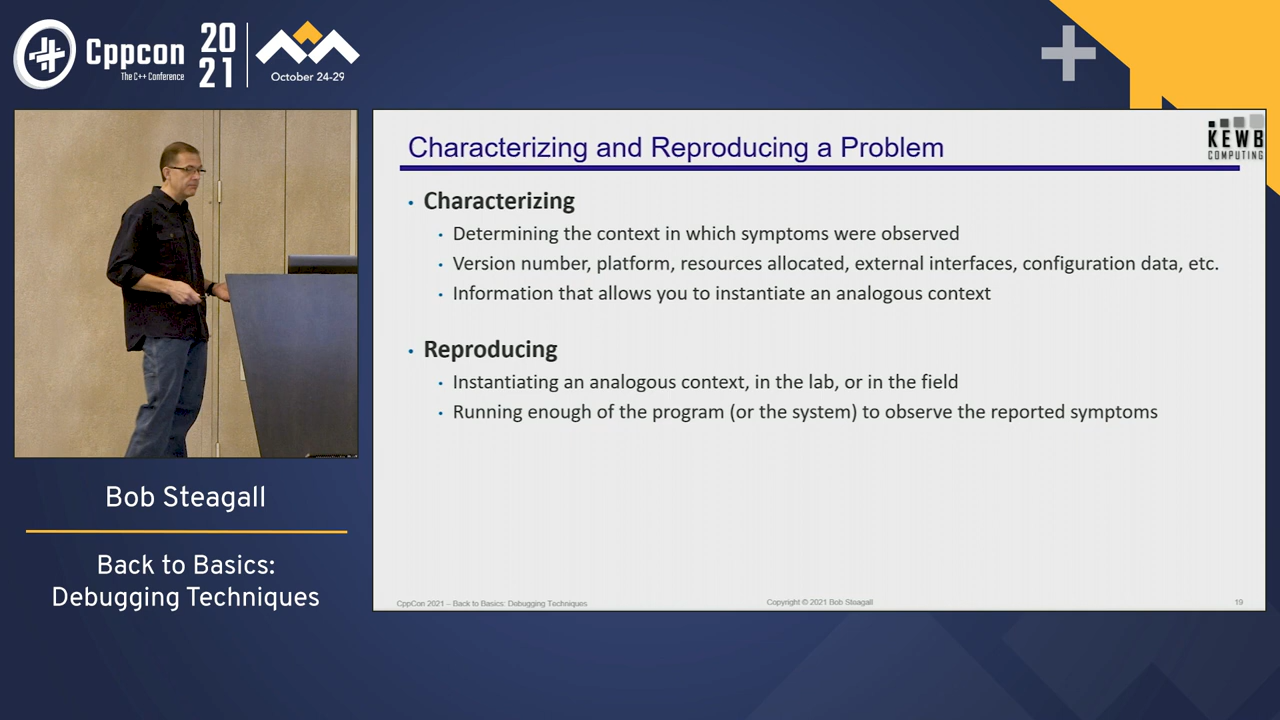 Cppcon
The C++ Conference
20
21
October 24-29
Characterizing and Reproducing a Problem
KEWB
COMPUTING
• Characterizing
• Determining the context in which symptoms were observed
• Version number, platform, resources allocated, external interfaces, configuration data, etc.
• Information that allows you to instantiate an analogous context
• Reproducing
• Instantiating an analogous context, in the lab, or in the field
• Running enough of the program (or the system) to observe the reported symptoms
Bob Steagall
Back to Basics:
Debugging Techniques
CppCon 2021 – Back to Basics: Debugging Techniques
Copyright © 2021 Bob Steagall
19